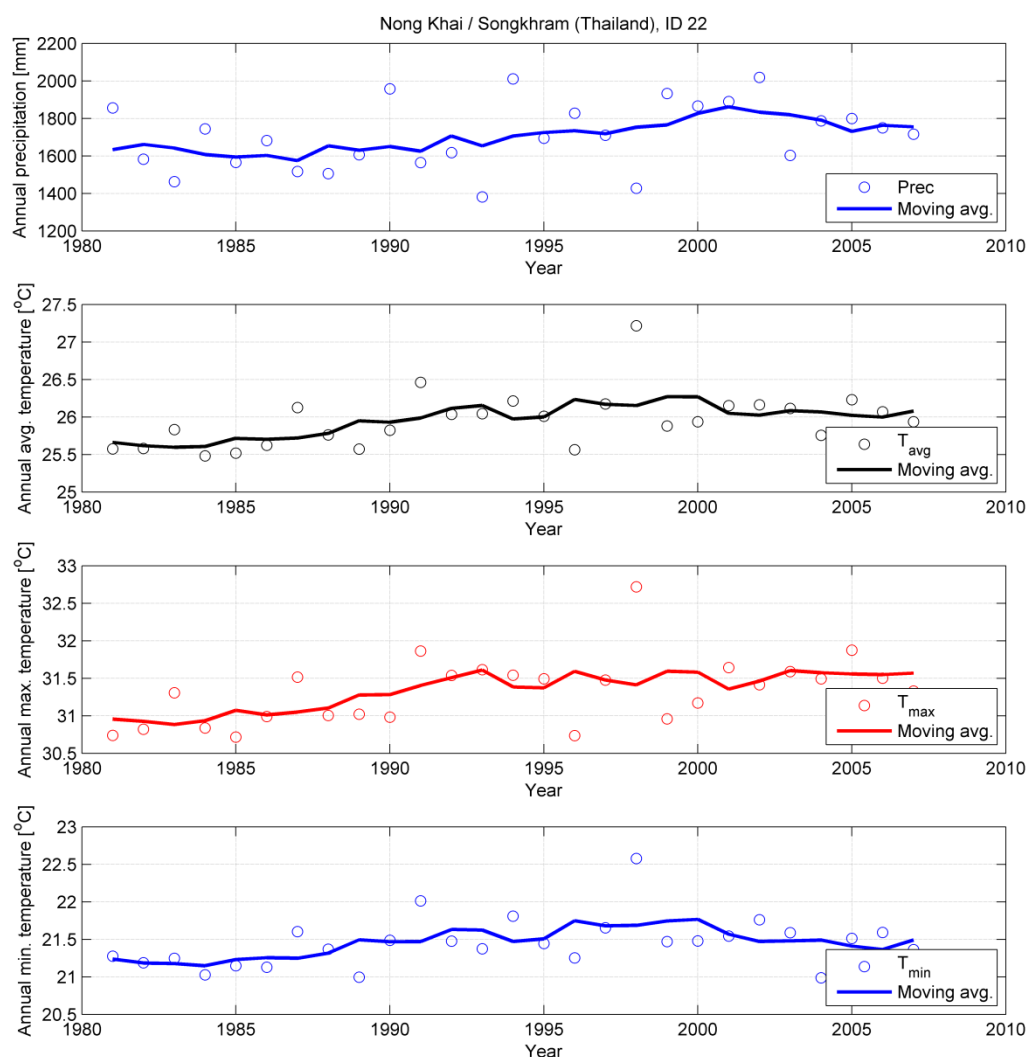 Nong Khai / Songkhram (Thailand), ID 22
Annual precipitation [mm]
2200
2000
1800
1600
1400
1200
Prec
Moving avg.
1980 1985 1990 1995 2000 2005 2010
Year
Annual avg. temperature [°C]
27.5
27
26.5
26
25.5
25
T_avg
Moving avg.
1980 1985 1990 1995 2000 2005 2010
Year
Annual max. temperature [°C]
33
32.5
32
31.5
31
30.5
T_max
Moving avg.
1980 1985 1990 1995 2000 2005 2010
Year
Annual min. temperature [°C]
23
22.5
22
21.5
21
20.5
T_min
Moving avg.
1980 1985 1990 1995 2000 2005 2010
Year